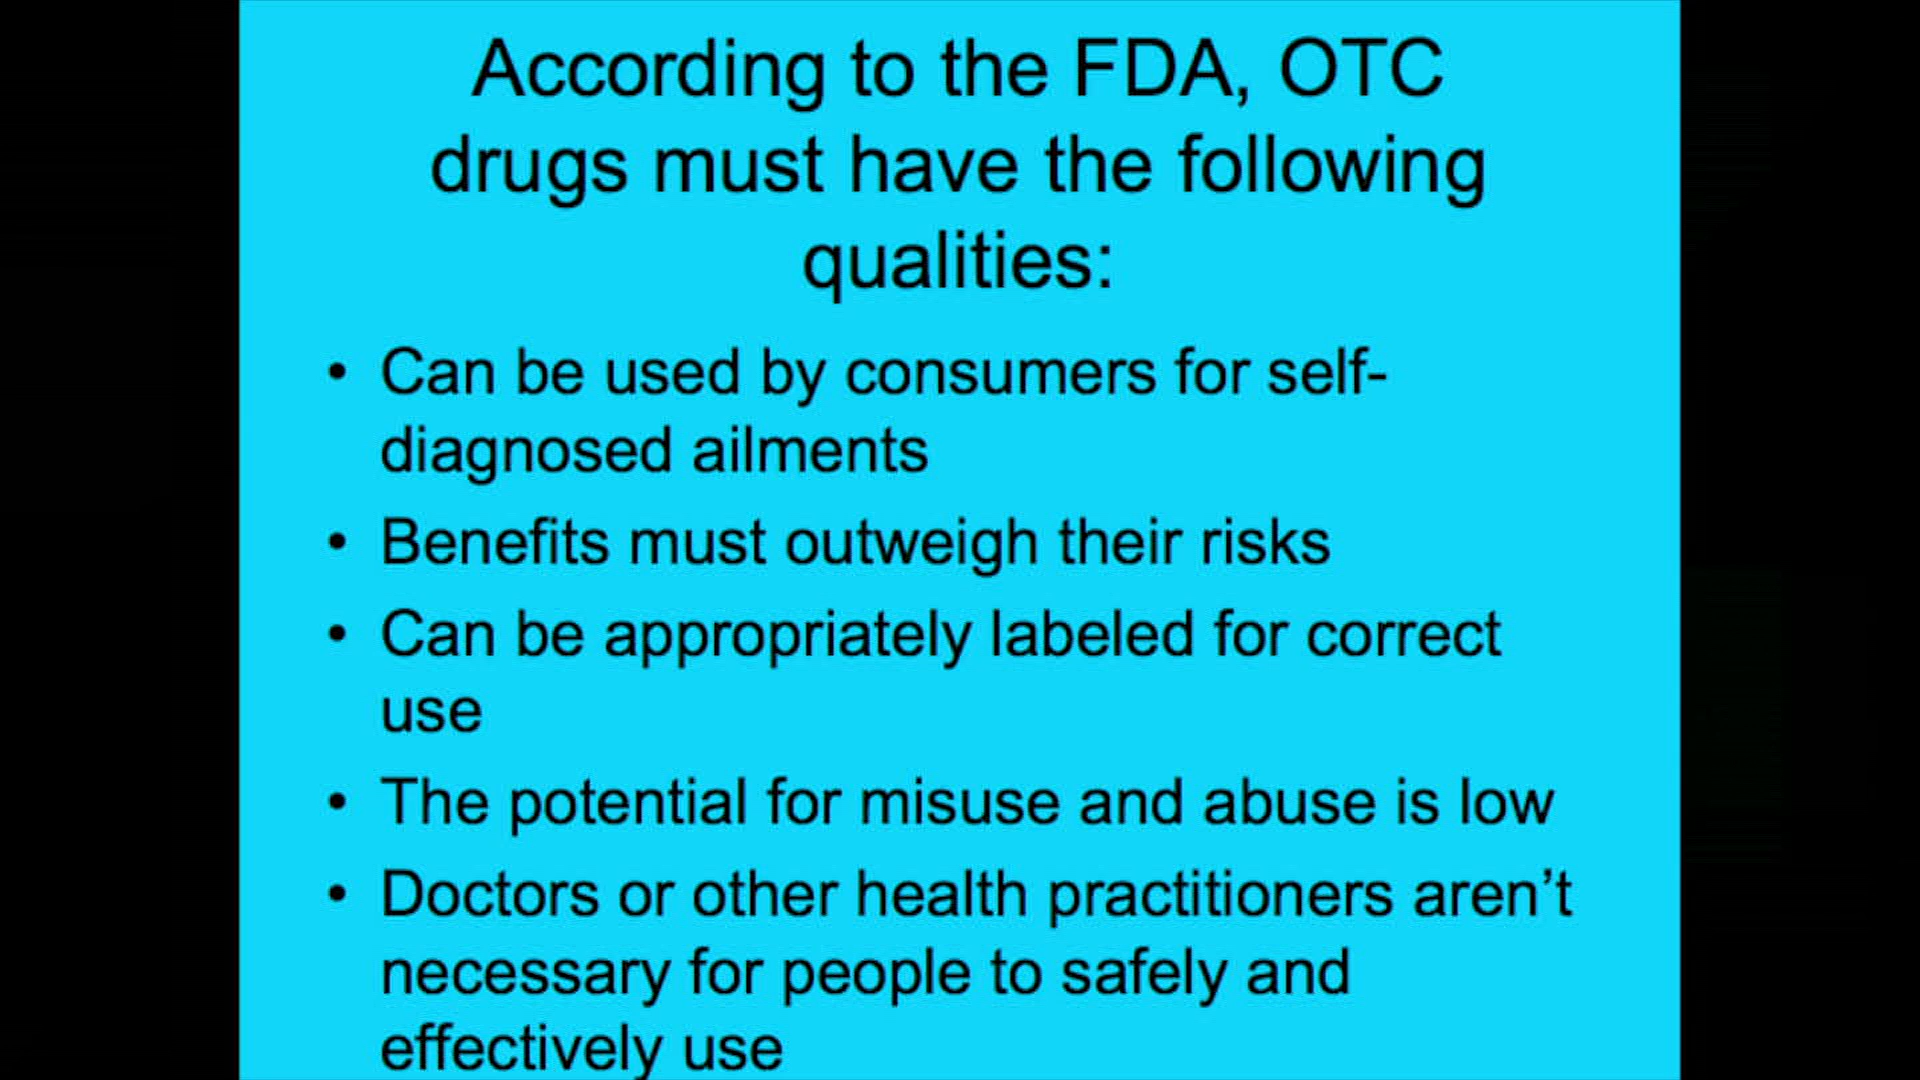 According to the FDA, OTC
drugs must have the following
qualities:
• Can be used by consumers for self-
diagnosed ailments
• Benefits must outweigh their risks
• Can be appropriately labeled for correct
use
• The potential for misuse and abuse is low
• Doctors or other health practitioners aren’t
necessary for people to safely and
effectively use